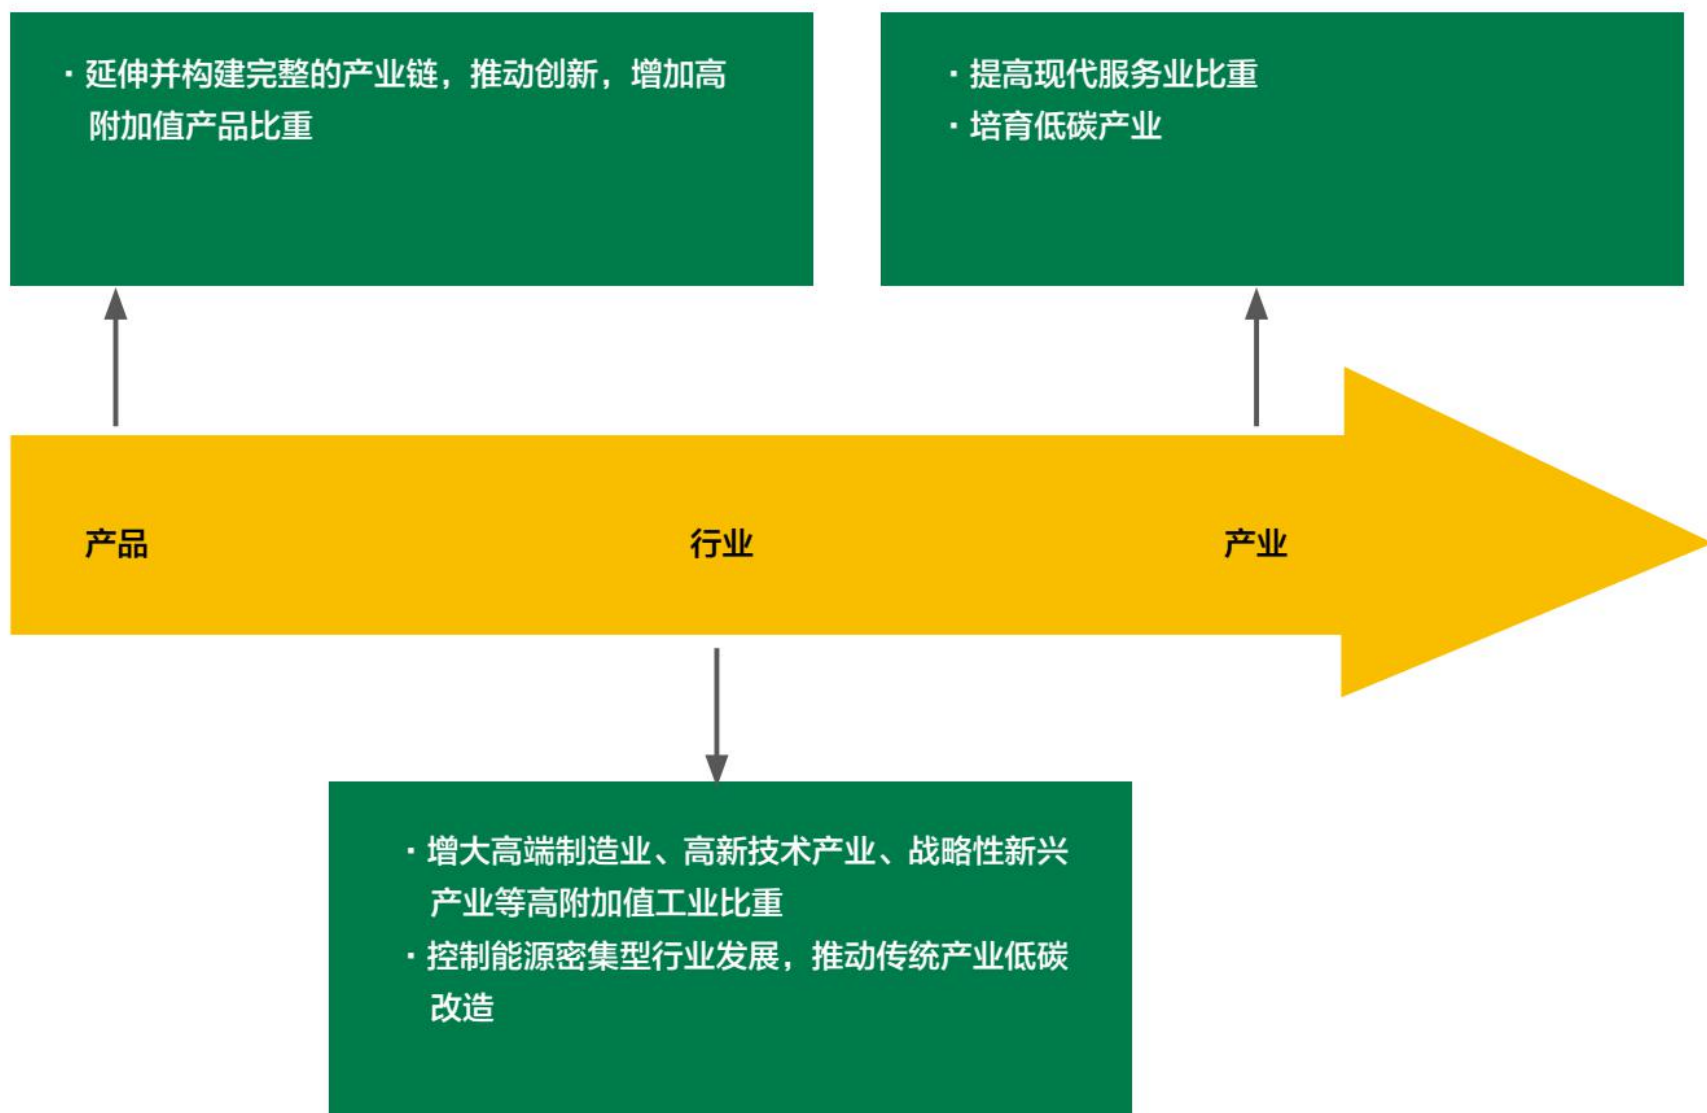 · 延伸并构建完整的产业链，推动创新，增加高
附加值产品比重
· 提高现代服务业比重
· 培育低碳产业
产品
行业
产业
· 增大高端制造业、高新技术产业、战略性新兴
产业等高附加值工业比重
· 控制能源密集型行业发展，推动传统产业低碳
改造